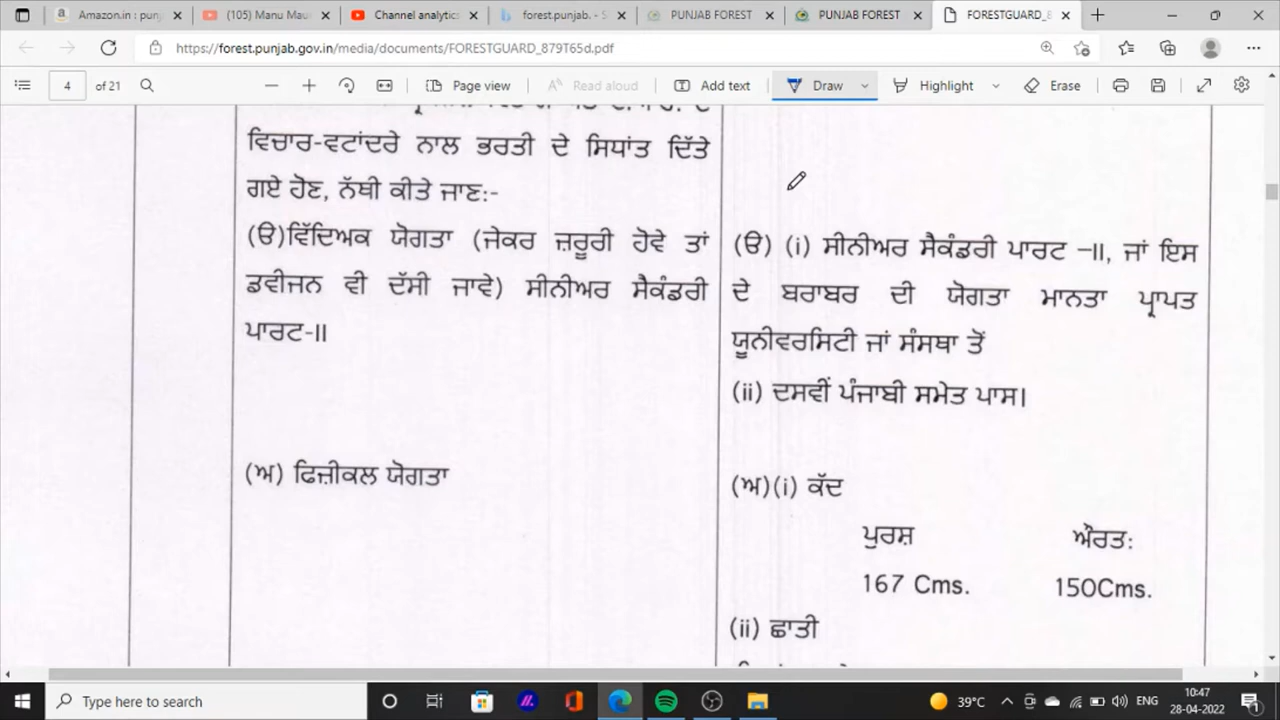 Amazon.in : punj
(105) Manu Mau
Channel analytics
forest.punjab. - S
PUNJAB FOREST
PUNJAB FOREST
FORESTGUARD_8
https://forest.punjab.gov.in/media/documents/FORESTGUARD_879T65d.pdf
4 of 21
Page view
Read aloud
Add text
Draw
Highlight
Erase
ਵਿਚਾਰ-ਵਟਾਂਦਰੇ ਨਾਲ ਭਰਤੀ ਦੇ ਸਿਧਾਂਤ ਦਿੱਤੇ
ਗਏ ਹੋਣ, ਨੱਥੀ ਕੀਤੇ ਜਾਣ:-
(ੳ)ਵਿੱਦਿਅਕ ਯੋਗਤਾ (ਜੇਕਰ ਜ਼ਰੂਰੀ ਹੋਵੇ ਤਾਂ
ਡਵੀਜਨ ਵੀ ਦੱਸੀ ਜਾਵੇ) ਸੀਨੀਅਰ ਸੈਕੰਡਰੀ
ਪਾਰਟ-II
(ਅ) ਫਿਜ਼ੀਕਲ ਯੋਗਤਾ
(ੳ) (i) ਸੀਨੀਅਰ ਸੈਕੰਡਰੀ ਪਾਰਟ –II, ਜਾਂ ਇਸ
ਦੇ ਬਰਾਬਰ ਦੀ ਯੋਗਤਾ ਮਾਨਤਾ ਪ੍ਰਾਪਤ
ਯੂਨੀਵਰਸਿਟੀ ਜਾਂ ਸੰਸਥਾ ਤੋਂ
(ii) ਦਸਵੀਂ ਪੰਜਾਬੀ ਸਮੇਤ ਪਾਸ।
(ਅ)(i) ਕੱਦ
ਪੁਰਸ਼ ਔਰਤ:
167 Cms. 150Cms.
(ii) ਛਾਤੀ
Type here to search
39°C
ENG
10:47
28-04-2022